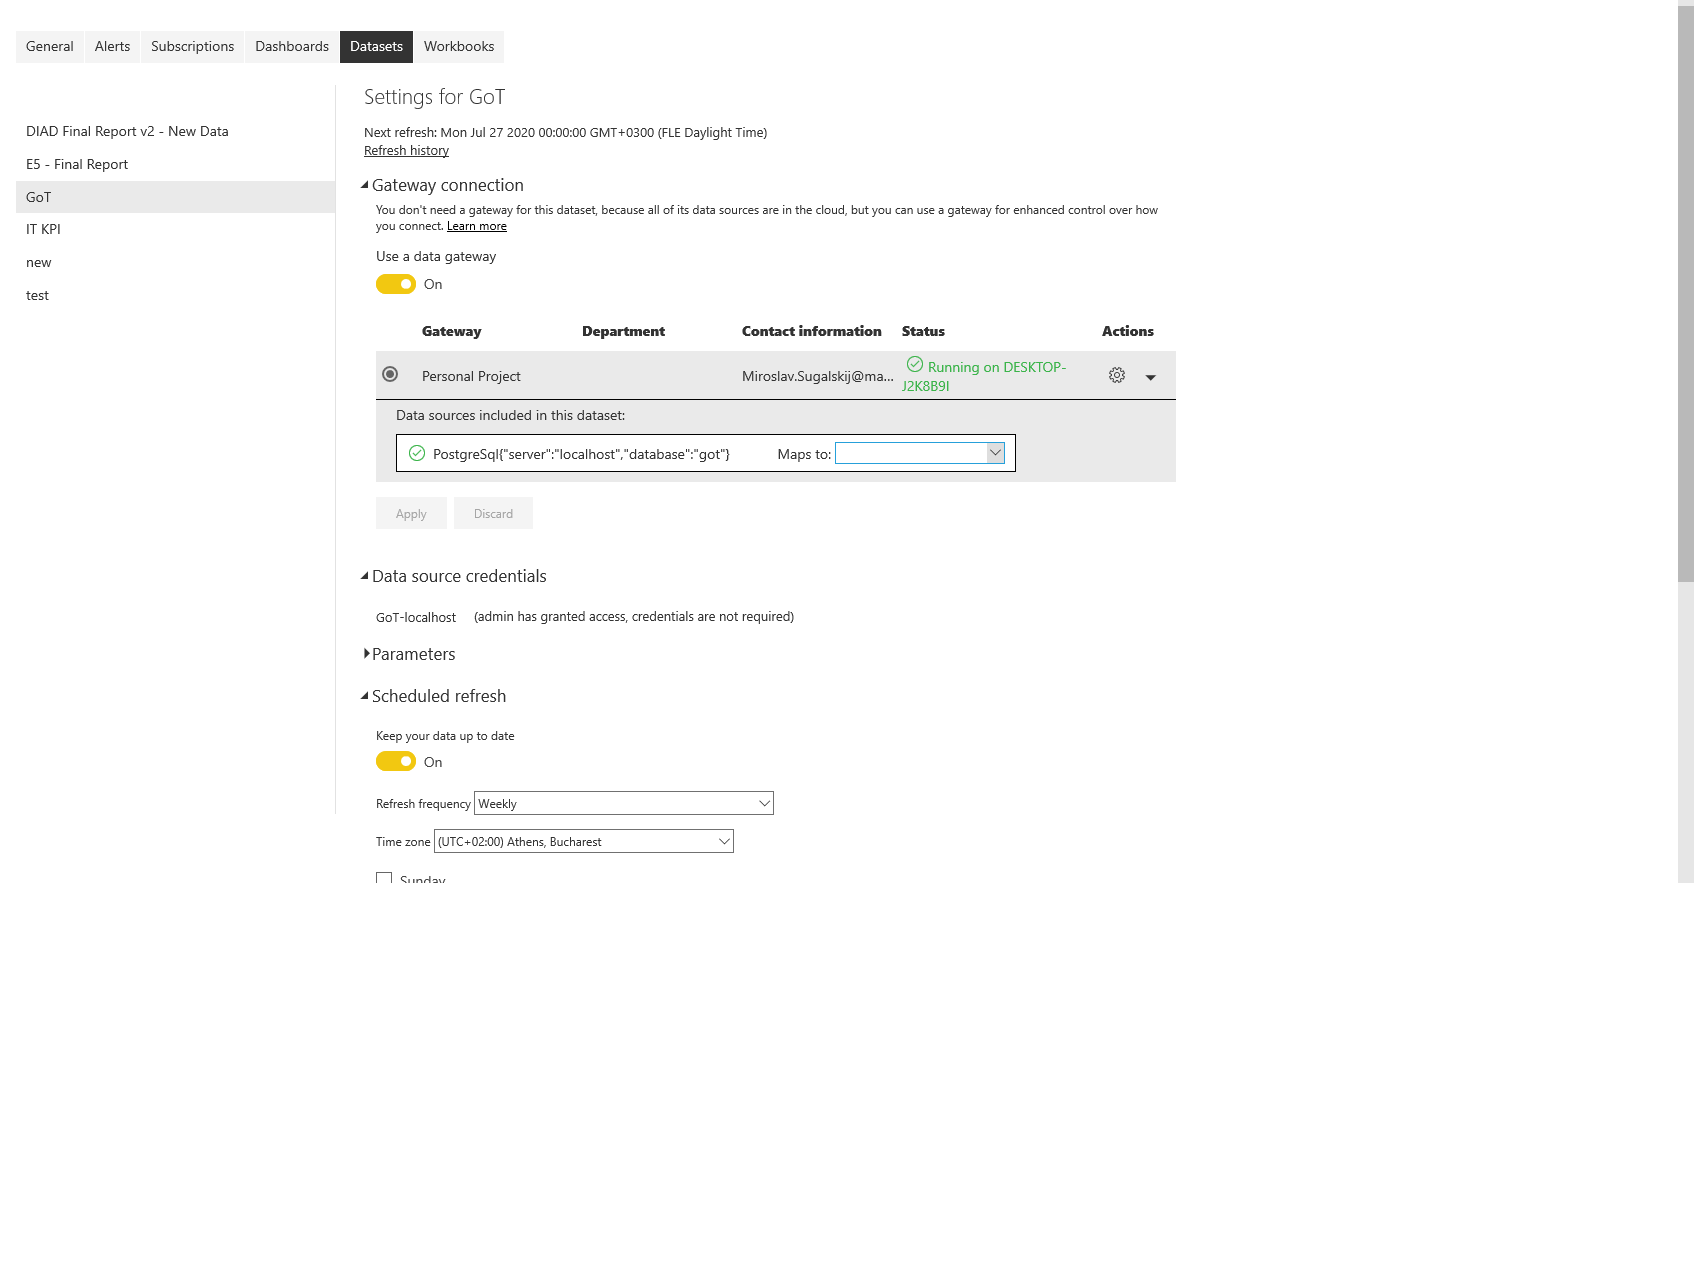 General Alerts Subscriptions Dashboards Datasets Workbooks
DIAD Final Report v2 - New Data
E5 - Final Report
GoT
IT KPI
new
test
Settings for GoT
Next refresh: Mon Jul 27 2020 00:00:00 GMT+0300 (FLE Daylight Time)
Refresh history
Gateway connection
You don't need a gateway for this dataset, because all of its data sources are in the cloud, but you can use a gateway for enhanced control over how
you connect. Learn more
Use a data gateway
On
Gateway Department Contact information Status Actions
Personal Project Miroslav.Sugalskij@ma... Running on DESKTOP-
J2K8B9I
Data sources included in this dataset:
PostgreSql{"server":"localhost","database":"got"} Maps to:
Apply Discard
Data source credentials
GoT-localhost (admin has granted access, credentials are not required)
Parameters
Scheduled refresh
Keep your data up to date
On
Refresh frequency Weekly
Time zone (UTC+02:00) Athens, Bucharest
Sunday